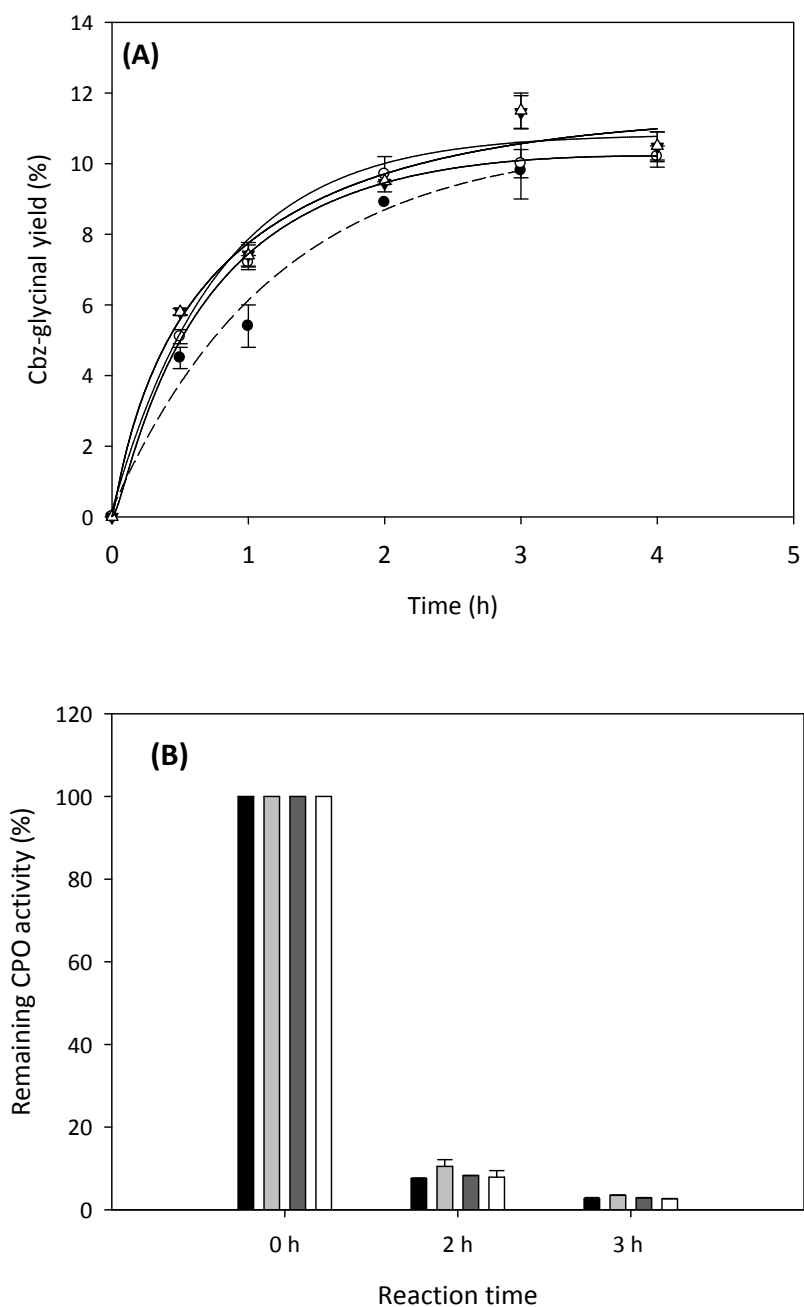 (A)
14
12
10
8
6
4
2
0
Cbz-glycinal yield (%)
0 1 2 3 4 5
Time (h)
(B)
120
100
80
60
40
20
0
Remaining CPO activity (%)
0 h 2 h 3 h
Reaction time